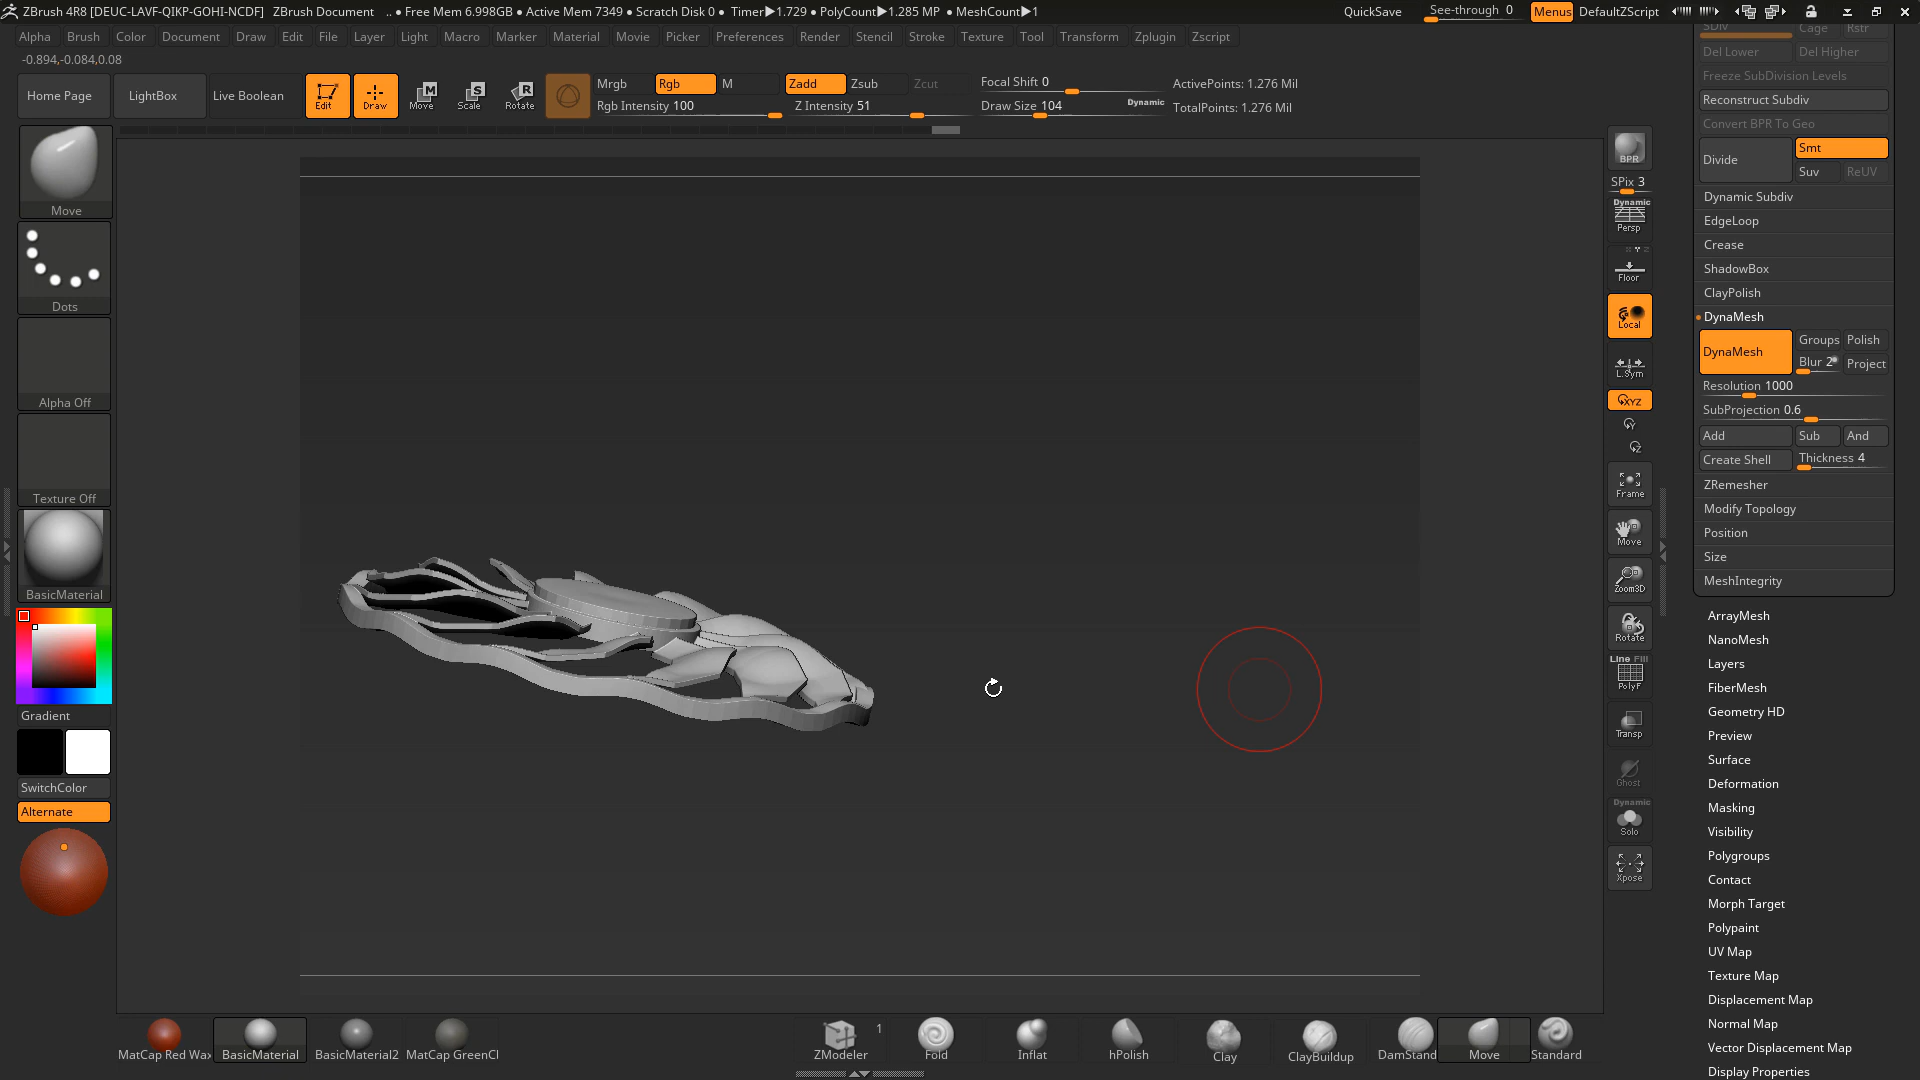 ZBrush 4R8 [DEUC-LAVF-QIKP-GOHI-NCDF] ZBrush Document .. • Free Mem 6.998GB • Active Mem 7349 • Scratch Disk 0 • Timer▶1.729 • PolyCount▶1.285 MP • MeshCount▶1 QuickSave See-through 0 Menus DefaultZScript
Alpha Brush Color Document Draw Edit File Layer Light Macro Marker Material Movie Picker Preferences Render Stencil Stroke Texture Tool Transform Zplugin Zscript
-0.894,-0.084,0.08
Home Page LightBox Live Boolean Edit Draw Move Scale Rotate
Mrgb Rgb M Zadd Zsub Zcut Focal Shift 0 ActivePoints: 1.276 Mil
Rgb Intensity 100 Z Intensity 51 Draw Size 104 Dynamic TotalPoints: 1.276 Mil
Move
Dots
Alpha Off
Texture Off
BasicMaterial
Gradient
SwitchColor
Alternate
BPR
SPix 3
Dynamic
Persp
Floor
Local
L.Sym
XYZ
Y
Z
Frame
Move
Zoom3D
Rotate
Line Fill
PolyF
Transp
Ghost
Dynamic
Solo
Xpose
SDiv Cage Rstr
Del Lower Del Higher
Freeze SubDivision Levels
Reconstruct Subdiv
Convert BPR To Geo
Divide Smt
Suv ReUV
Dynamic Subdiv
EdgeLoop
Crease
ShadowBox
ClayPolish
DynaMesh
DynaMesh Groups Polish
Blur 2 Project
Resolution 1000
SubProjection 0.6
Add Sub And
Create Shell Thickness 4
ZRemesher
Modify Topology
Position
Size
MeshIntegrity
ArrayMesh
NanoMesh
Layers
FiberMesh
Geometry HD
Preview
Surface
Deformation
Masking
Visibility
Polygroups
Contact
Morph Target
Polypaint
UV Map
Texture Map
Displacement Map
Normal Map
Vector Displacement Map
Display Properties
MatCap Red Wax BasicMaterial BasicMaterial2 MatCap GreenCl 1 ZModeler Fold Inflat hPolish Clay ClayBuildup DamStand Move Standard